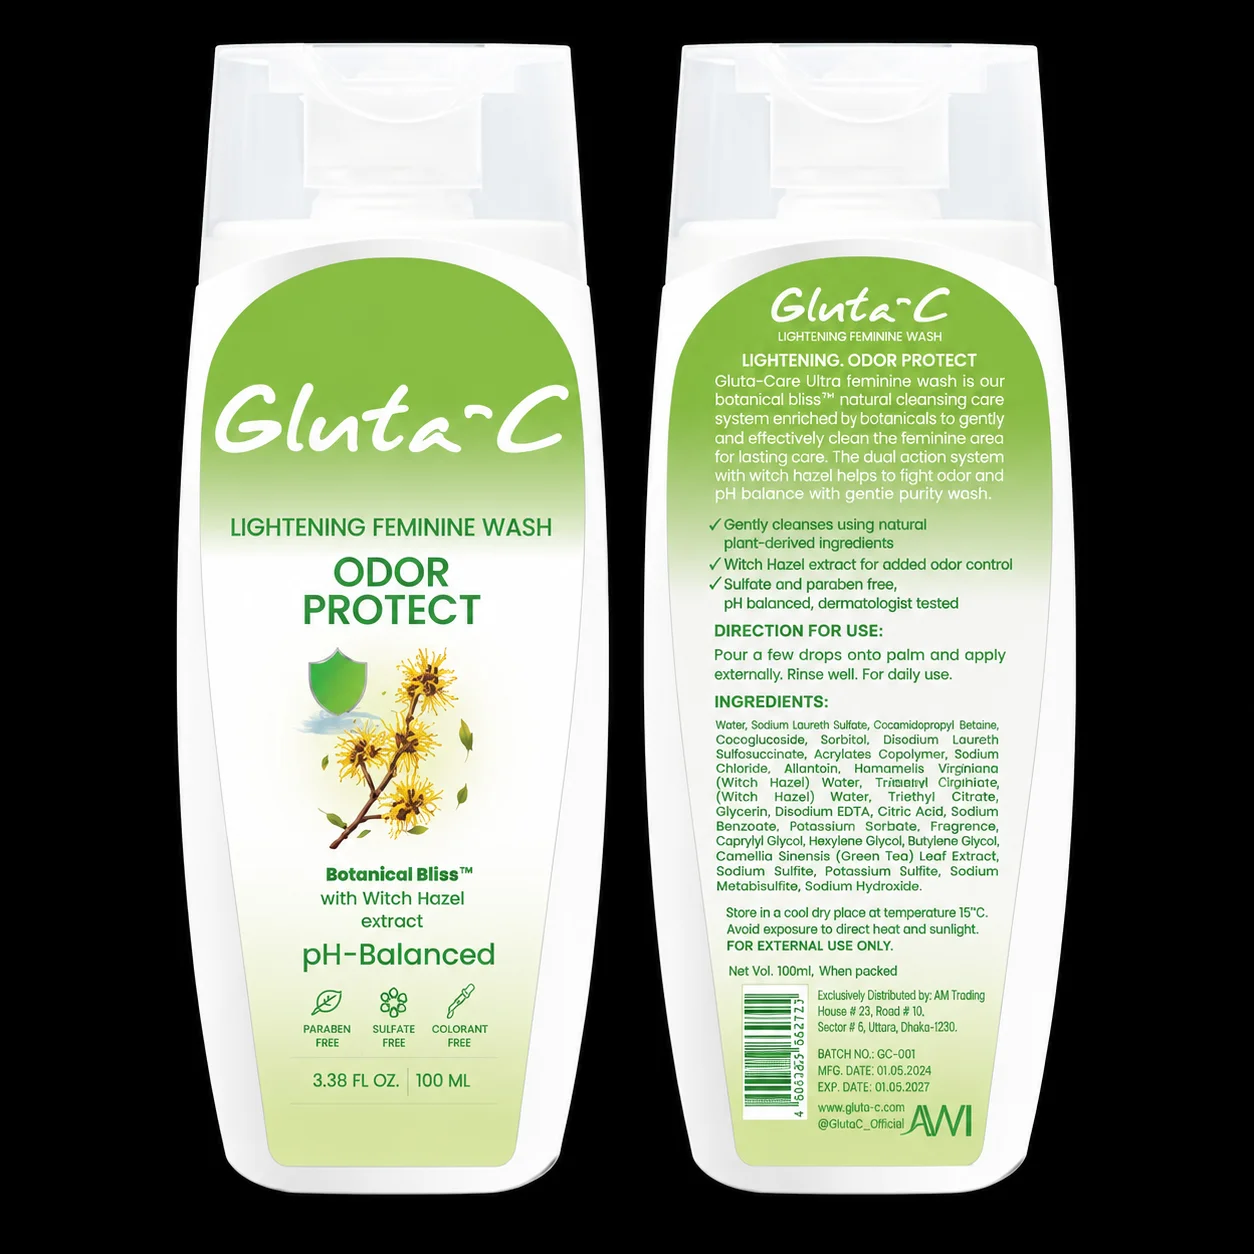 Gluta-C
LIGHTENING FEMININE WASH
ODOR
PROTECT
Botanical Bliss™
with Witch Hazel
extract
pH-Balanced
PARABEN
FREE
SULFATE
FREE
COLORANT
FREE
3.38 FL OZ. 100 ML
Gluta-C
LIGHTENING FEMININE WASH
LIGHTENING. ODOR PROTECT
Gluta-Care Ultra feminine wash is our
botanical bliss™ natural cleansing care
system enriched by botanicals to gently
and effectively clean the feminine area
for lasting care. The dual action system
with witch hazel helps to fight odor and
pH balance with gentie purity wash.
✓ Gently cleanses using natural
plant-derived ingredients
✓ Witch Hazel extract for added odor control
✓ Sulfate and paraben free,
pH balanced, dermatologist tested
DIRECTION FOR USE:
Pour a few drops onto palm and apply
externally. Rinse well. For daily use.
INGREDIENTS:
Water, Sodium Laureth Sulfate, Cocamidopropyl Betaine,
Cocoglucoside, Sorbitol, Disodium Laureth
Sulfosuccinate, Acrylates Copolymer, Sodium
Chloride, Allantoin, Hamamelis Virginiana
(Witch Hazel) Water,
(Witch Hazel) Water, Triethyl Citrate,
Glycerin, Disodium EDTA, Citric Acid, Sodium
Benzoate, Potassium Sorbate, Fragrence,
Caprylyl Glycol, Hexylene Glycol, Butylene Glycol,
Camellia Sinensis (Green Tea) Leaf Extract,
Sodium Sulfite, Potassium Sulfite, Sodium
Metabisulfite, Sodium Hydroxide.
Store in a cool dry place at temperature 15°C.
Avoid exposure to direct heat and sunlight.
FOR EXTERNAL USE ONLY.
Net Vol. 100ml, When packed
Exclusively Distributed by: AM Trading
House # 23, Road # 10,
Sector # 6, Uttara, Dhaka-1230.
BATCH NO.: GC-001
MFG. DATE: 01.05.2024
EXP. DATE: 01.05.2027
www.gluta-c.com
@GlutaC_Official
AWI